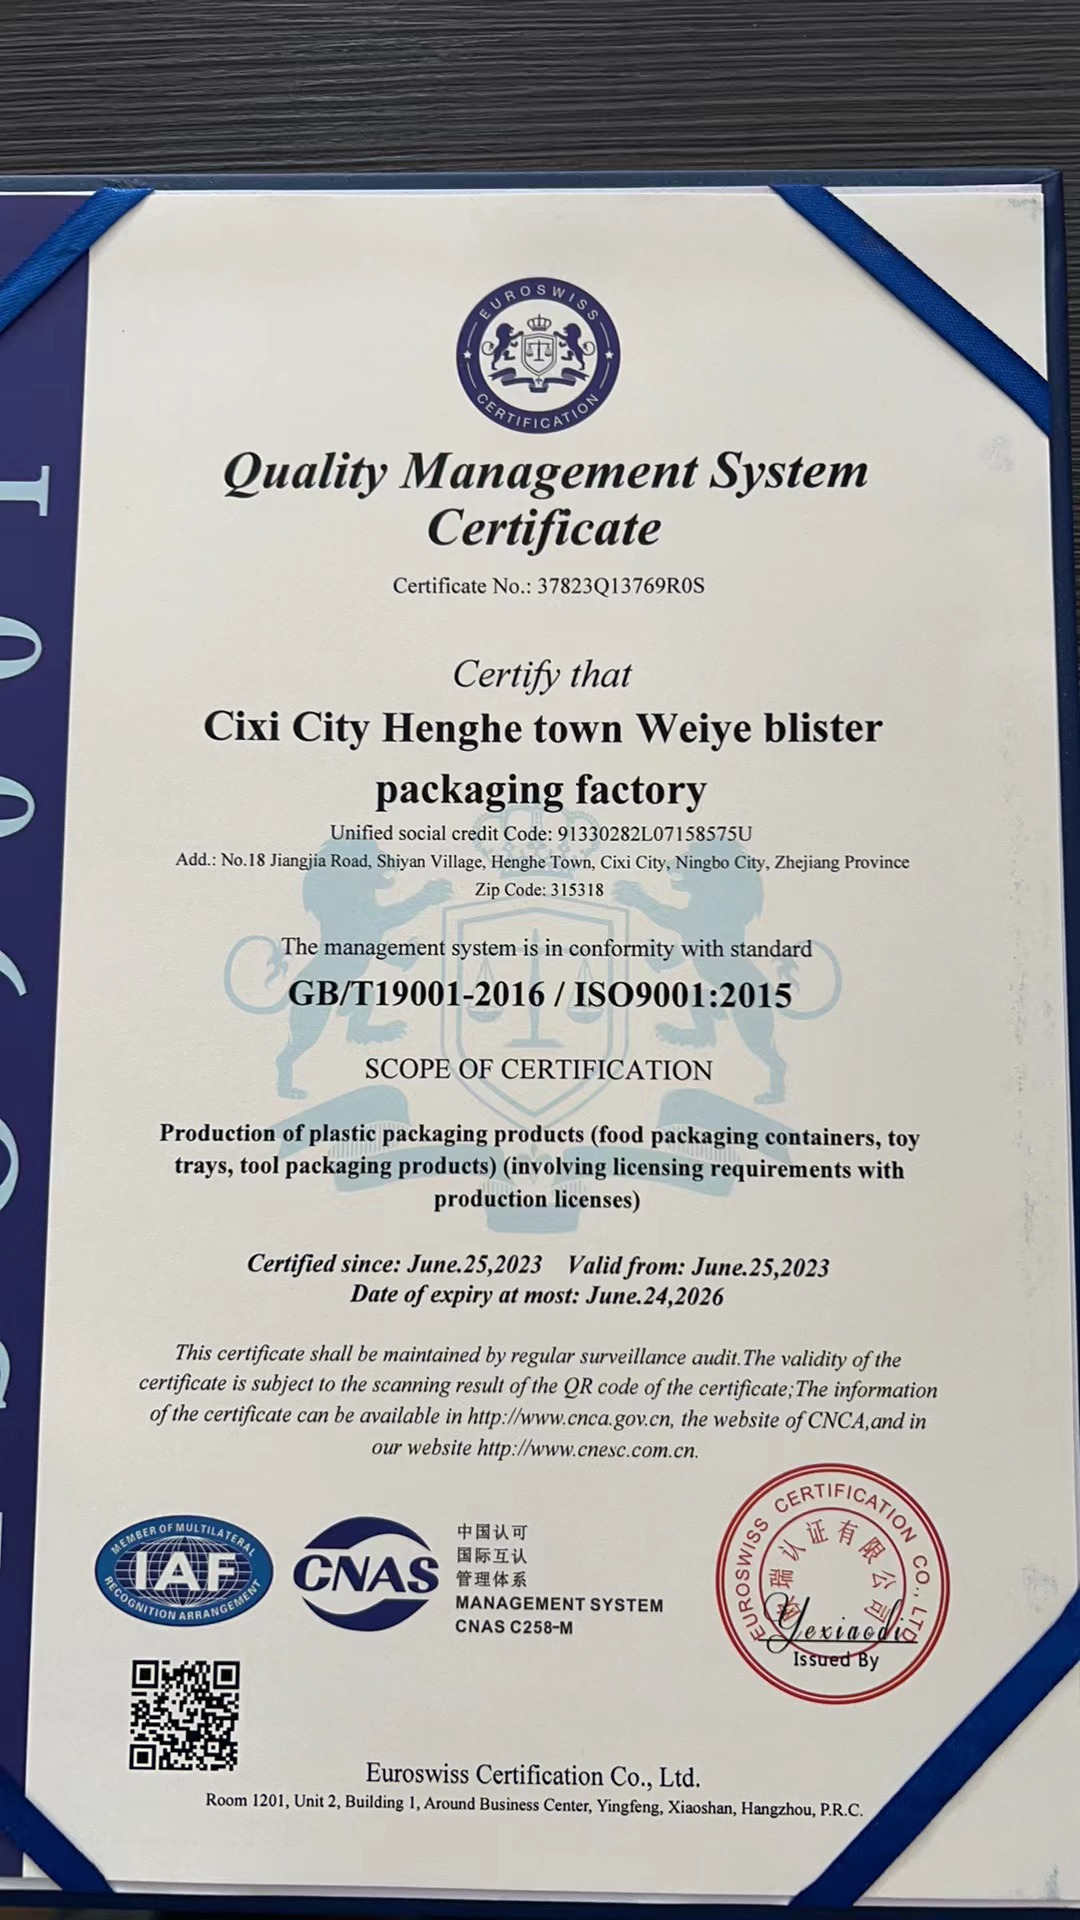 EUROSWISS
CERTIFICATION
Quality Management System
Certificate
Certificate No.: 37823Q13769R0S
Certify that
Cixi City Henghe town Weiye blister
packaging factory
Unified social credit Code: 91330282L07158575U
Add.: No.18 Jiangjia Road, Shiyan Village, Henghe Town, Cixi City, Ningbo City, Zhejiang Province
Zip Code: 315318
The management system is in conformity with standard
GB/T19001-2016 / ISO9001:2015
SCOPE OF CERTIFICATION
Production of plastic packaging products (food packaging containers, toy
trays, tool packaging products) (involving licensing requirements with
production licenses)
Certified since: June.25,2023 Valid from: June.25,2023
Date of expiry at most: June.24,2026
This certificate shall be maintained by regular surveillance audit.The validity of the
certificate is subject to the scanning result of the QR code of the certificate;The information
of the certificate can be available in http://www.cnca.gov.cn, the website of CNCA,and in
our website http://www.cnesc.com.cn.
MEMBER OF MULTILATERAL
IAF
RECOGNITION ARRANGEMENT
CNAS
中国认可
国际互认
管理体系
MANAGEMENT SYSTEM
CNAS C258-M
EUROSWISS CERTIFICATION CO., LTD
瑞认证有限公司
Yexiaodi
Issued By
Euroswiss Certification Co., Ltd.
Room 1201, Unit 2, Building 1, Around Business Center, Yingfeng, Xiaoshan, Hangzhou, P.R.C.